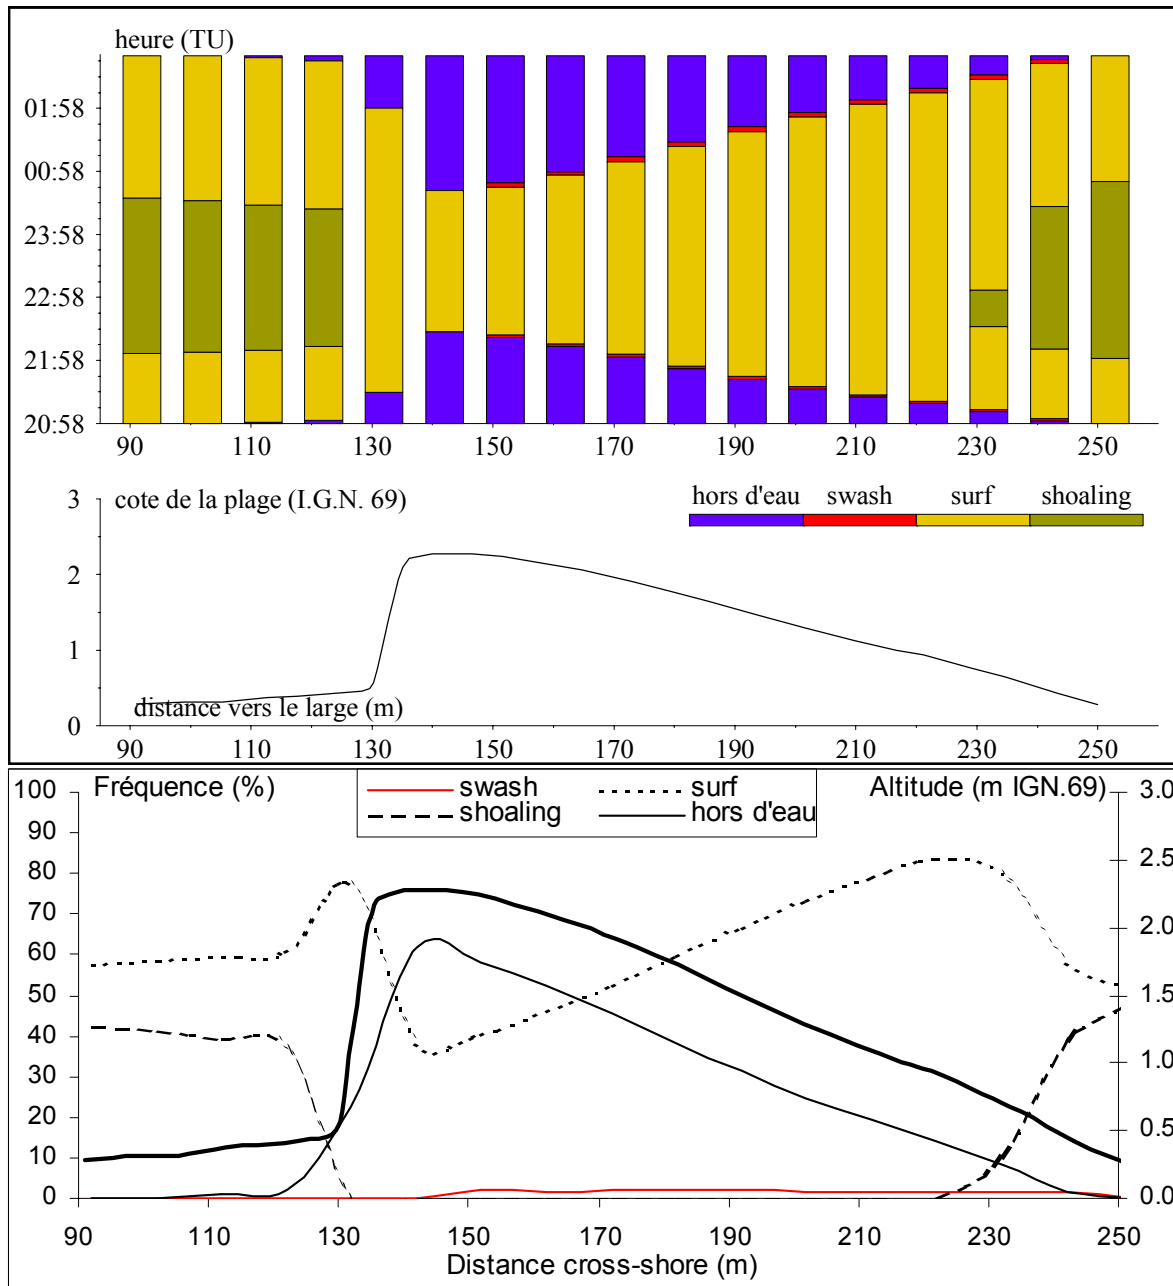 heure (TU)
01:58
00:58
23:58
22:58
21:58
20:58
90 110 130 150 170 190 210 230 250
3 cote de la plage (I.G.N. 69)
hors d'eau swash surf shoaling
2
1
distance vers le large (m)
0
90 110 130 150 170 190 210 230 250
100 Fréquence (%) swash surf Altitude (m IGN.69) 3.0
shoaling hors d'eau
90
80 2.5
70
60 2.0
50 1.5
40
30 1.0
20
10 0.5
0 0.0
90 110 130 150 170 190 210 230 250
Distance cross-shore (m)